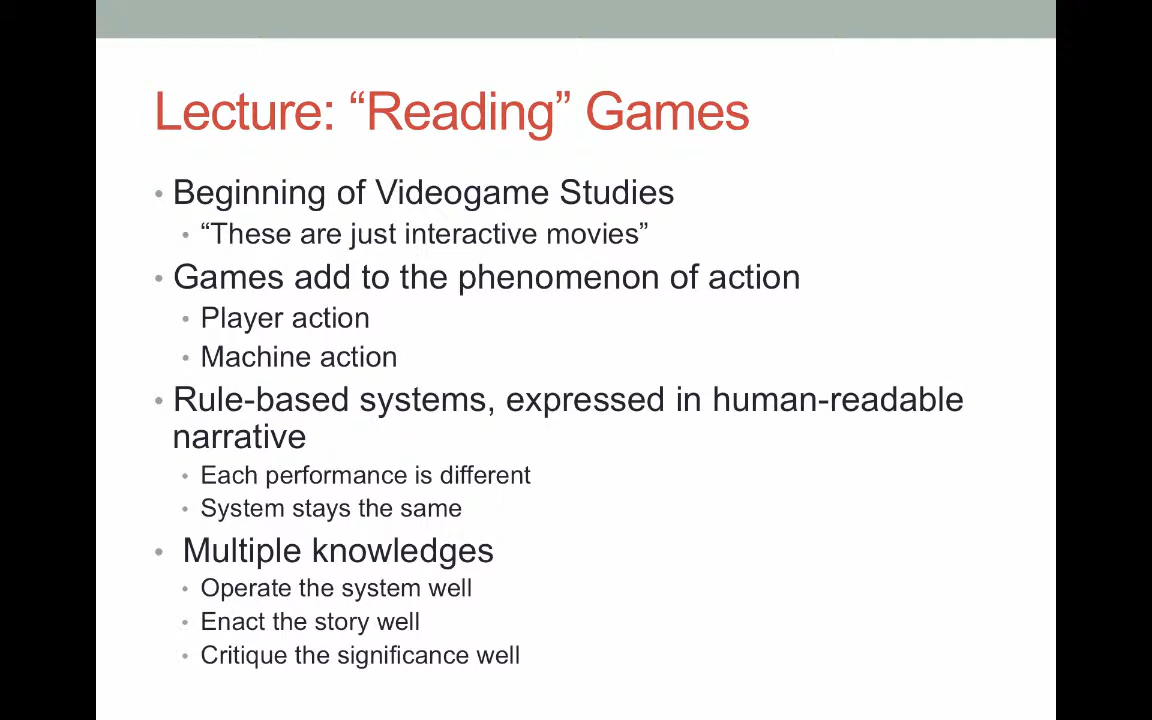 Lecture: “Reading” Games
• Beginning of Videogame Studies
• “These are just interactive movies”
• Games add to the phenomenon of action
• Player action
• Machine action
• Rule-based systems, expressed in human-readable
narrative
• Each performance is different
• System stays the same
• Multiple knowledges
• Operate the system well
• Enact the story well
• Critique the significance well